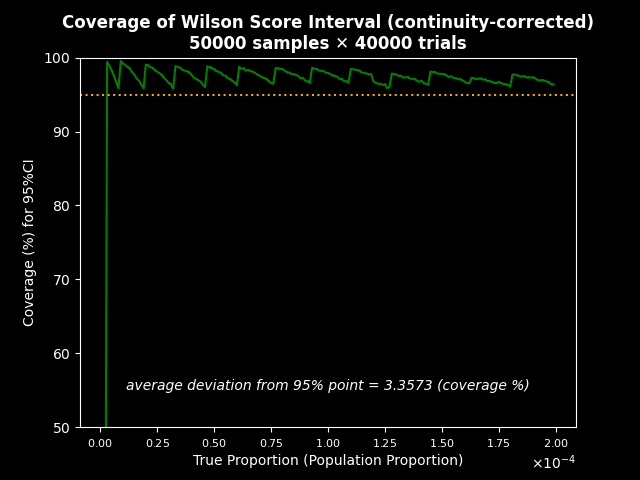 Coverage of Wilson Score Interval (continuity-corrected)
50000 samples × 40000 trials
100
90
80
70
60
50
Coverage (%) for 95%CI
average deviation from 95% point = 3.3573 (coverage %)
0.00 0.25 0.50 0.75 1.00 1.25 1.50 1.75 2.00
True Proportion (Population Proportion)
×10⁻⁴